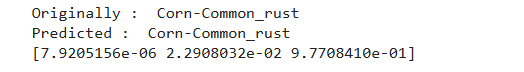 Originally :  Corn-Common_rust
Predicted :  Corn-Common_rust
[7.9205156e-06 2.2908032e-02 9.7708410e-01]